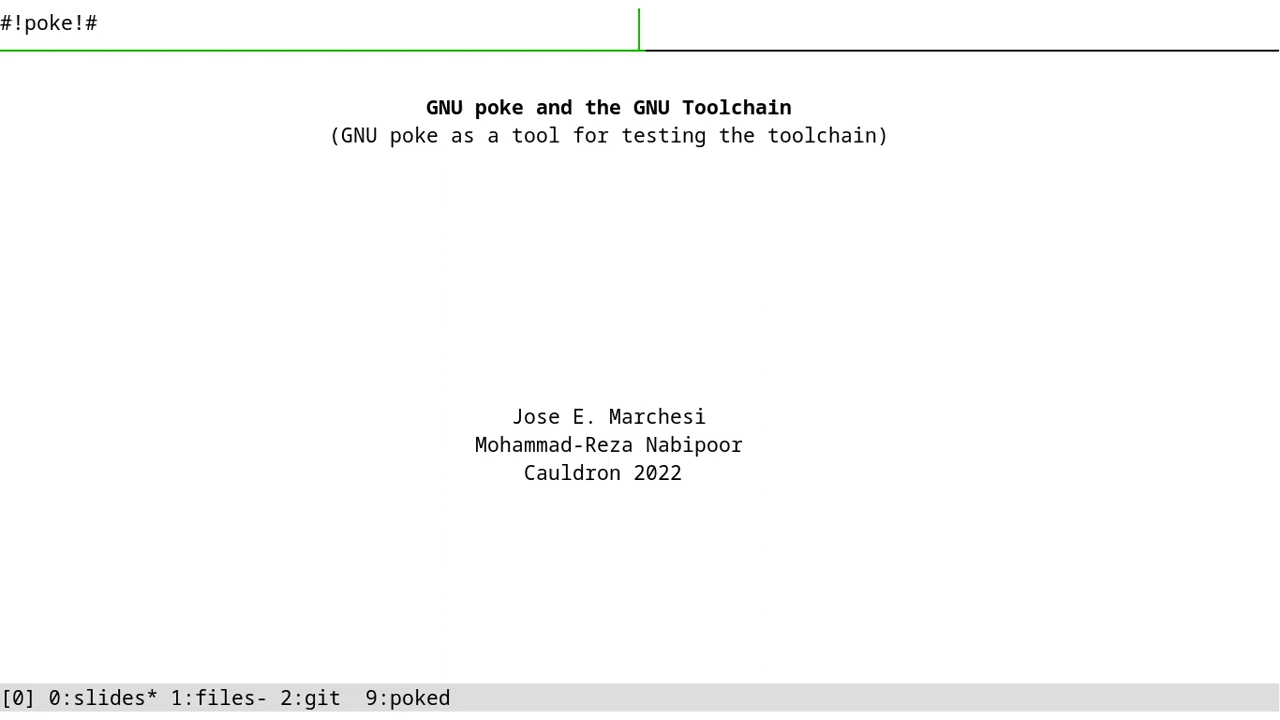 #!poke!#
GNU poke and the GNU Toolchain
(GNU poke as a tool for testing the toolchain)
Jose E. Marchesi
Mohammad-Reza Nabipoor
Cauldron 2022
[0] 0:slides* 1:files- 2:git  9:poked